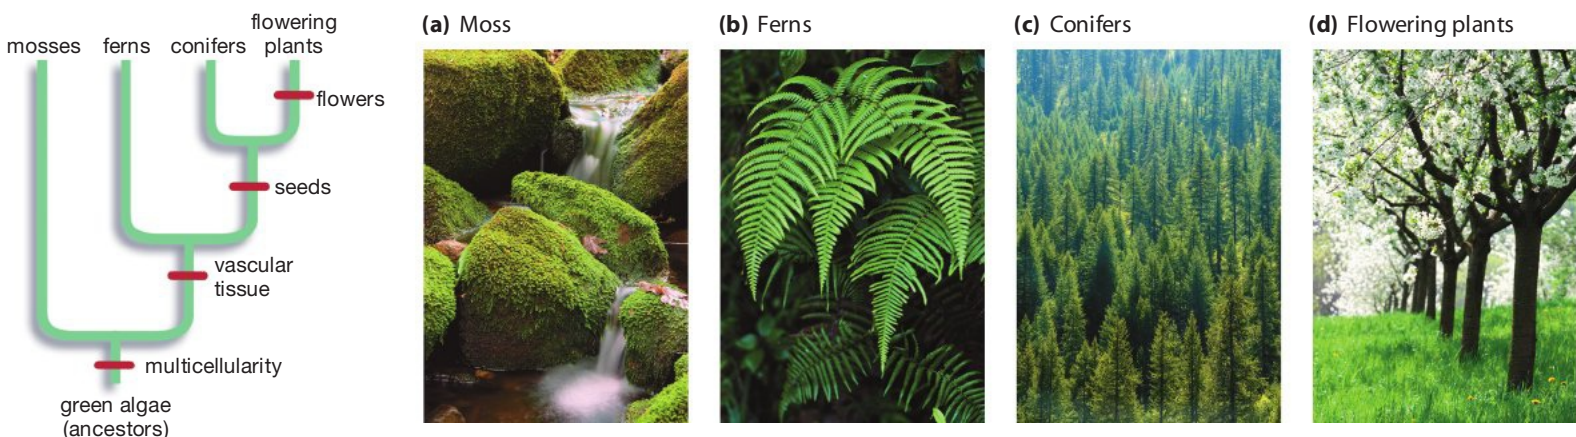 mosses
ferns
conifers
flowering
plants
flowers
seeds
vascular
tissue
multicellularity
green algae
(ancestors)
(a) Moss
(b) Ferns
(c) Conifers
(d) Flowering plants